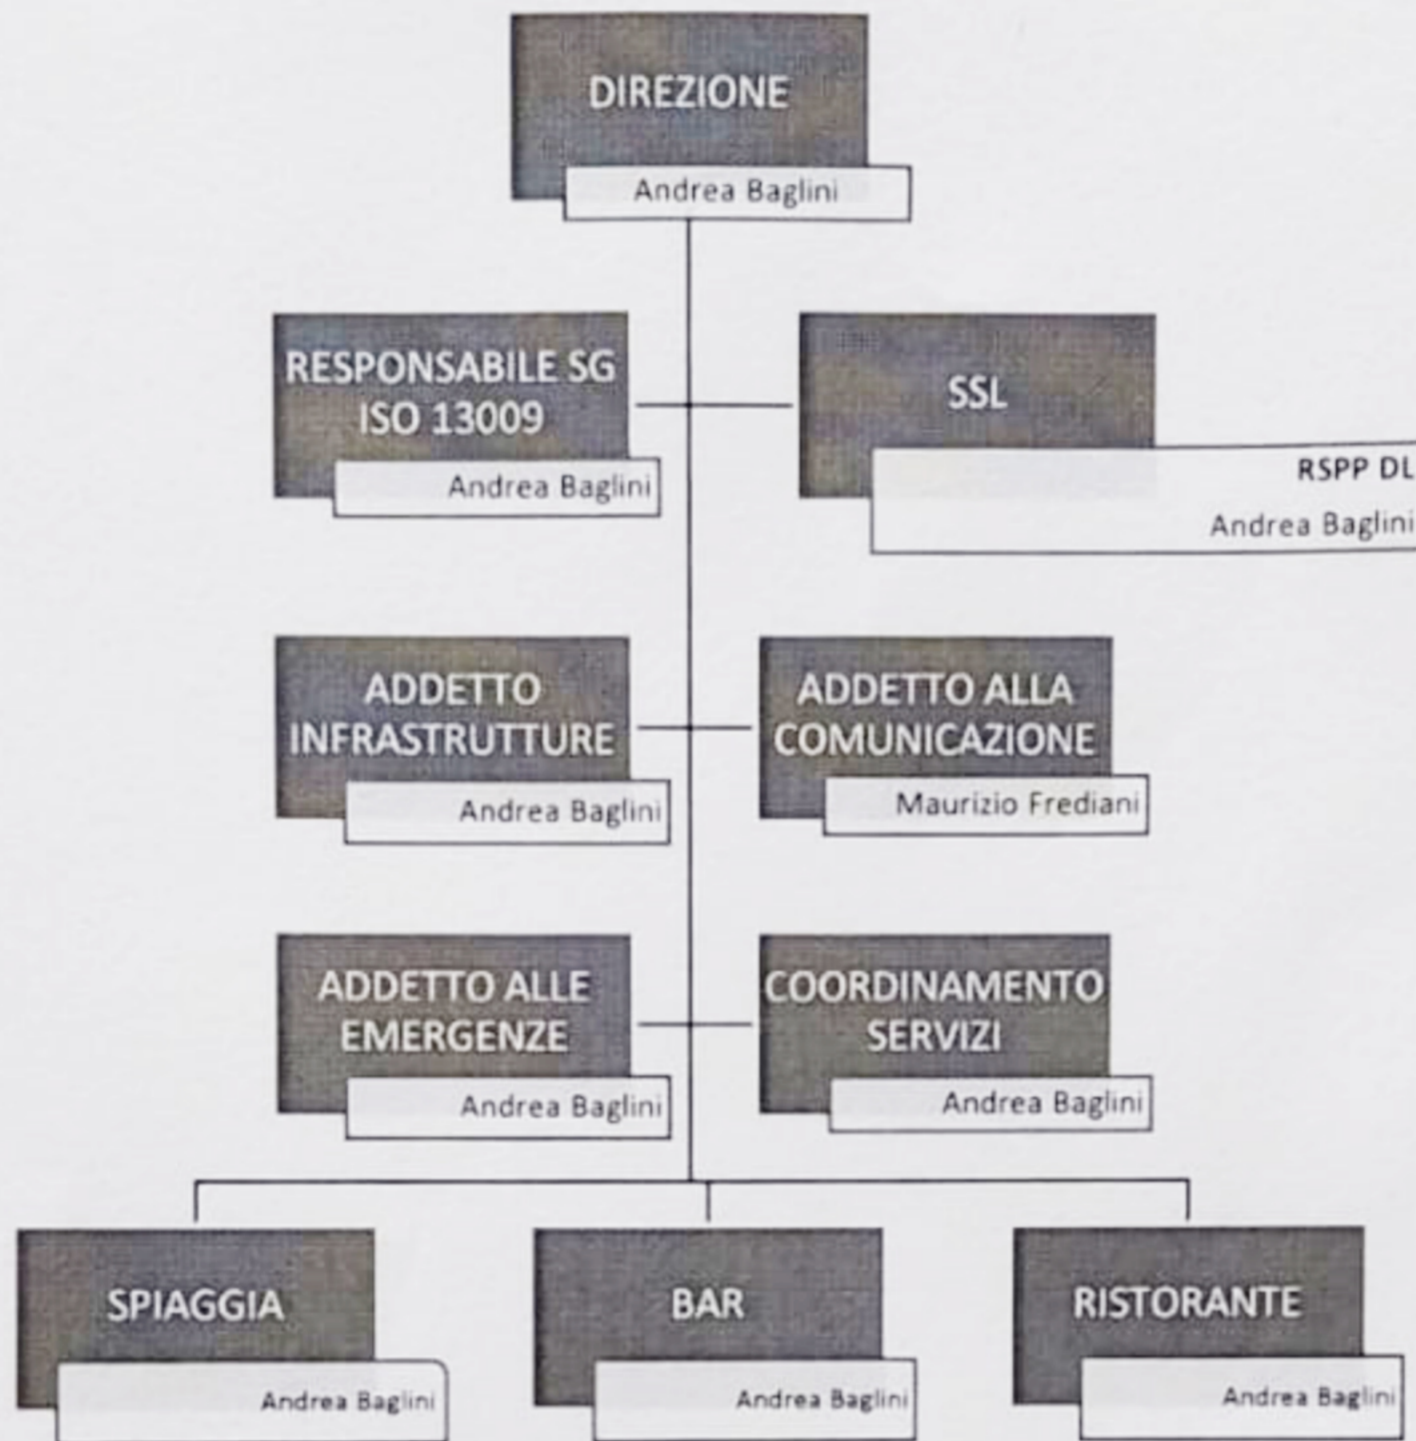 DIREZIONE
Andrea Baglini
RESPONSABILE SG
ISO 13009
Andrea Baglini
SSL
RSPP DL
Andrea Baglini
ADDETTO
INFRASTRUTTURE
Andrea Baglini
ADDETTO ALLA
COMUNICAZIONE
Maurizio Frediani
ADDETTO ALLE
EMERGENZE
Andrea Baglini
COORDINAMENTO
SERVIZI
Andrea Baglini
SPIAGGIA
Andrea Baglini
BAR
Andrea Baglini
RISTORANTE
Andrea Baglini